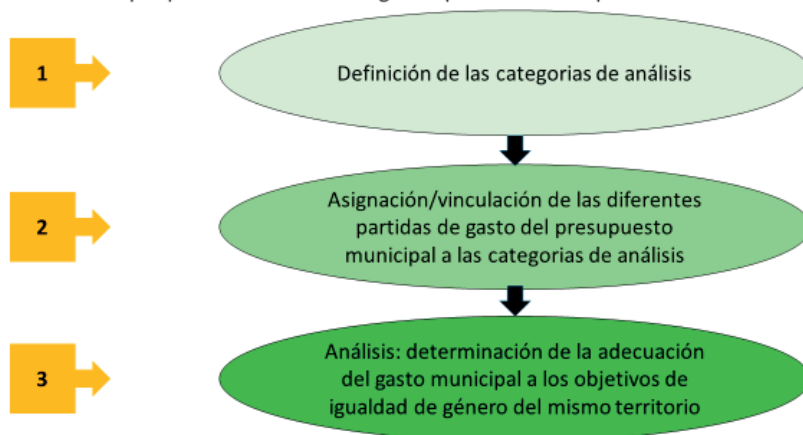 1
Definición de las categorias de análisis
2
Asignación/vinculación de las diferentes
partidas de gasto del presupuesto
municipal a las categorías de análisis
3
Análisis: determinación de la adecuación
del gasto municipal a los objetivos de
igualdad de género del mismo territorio